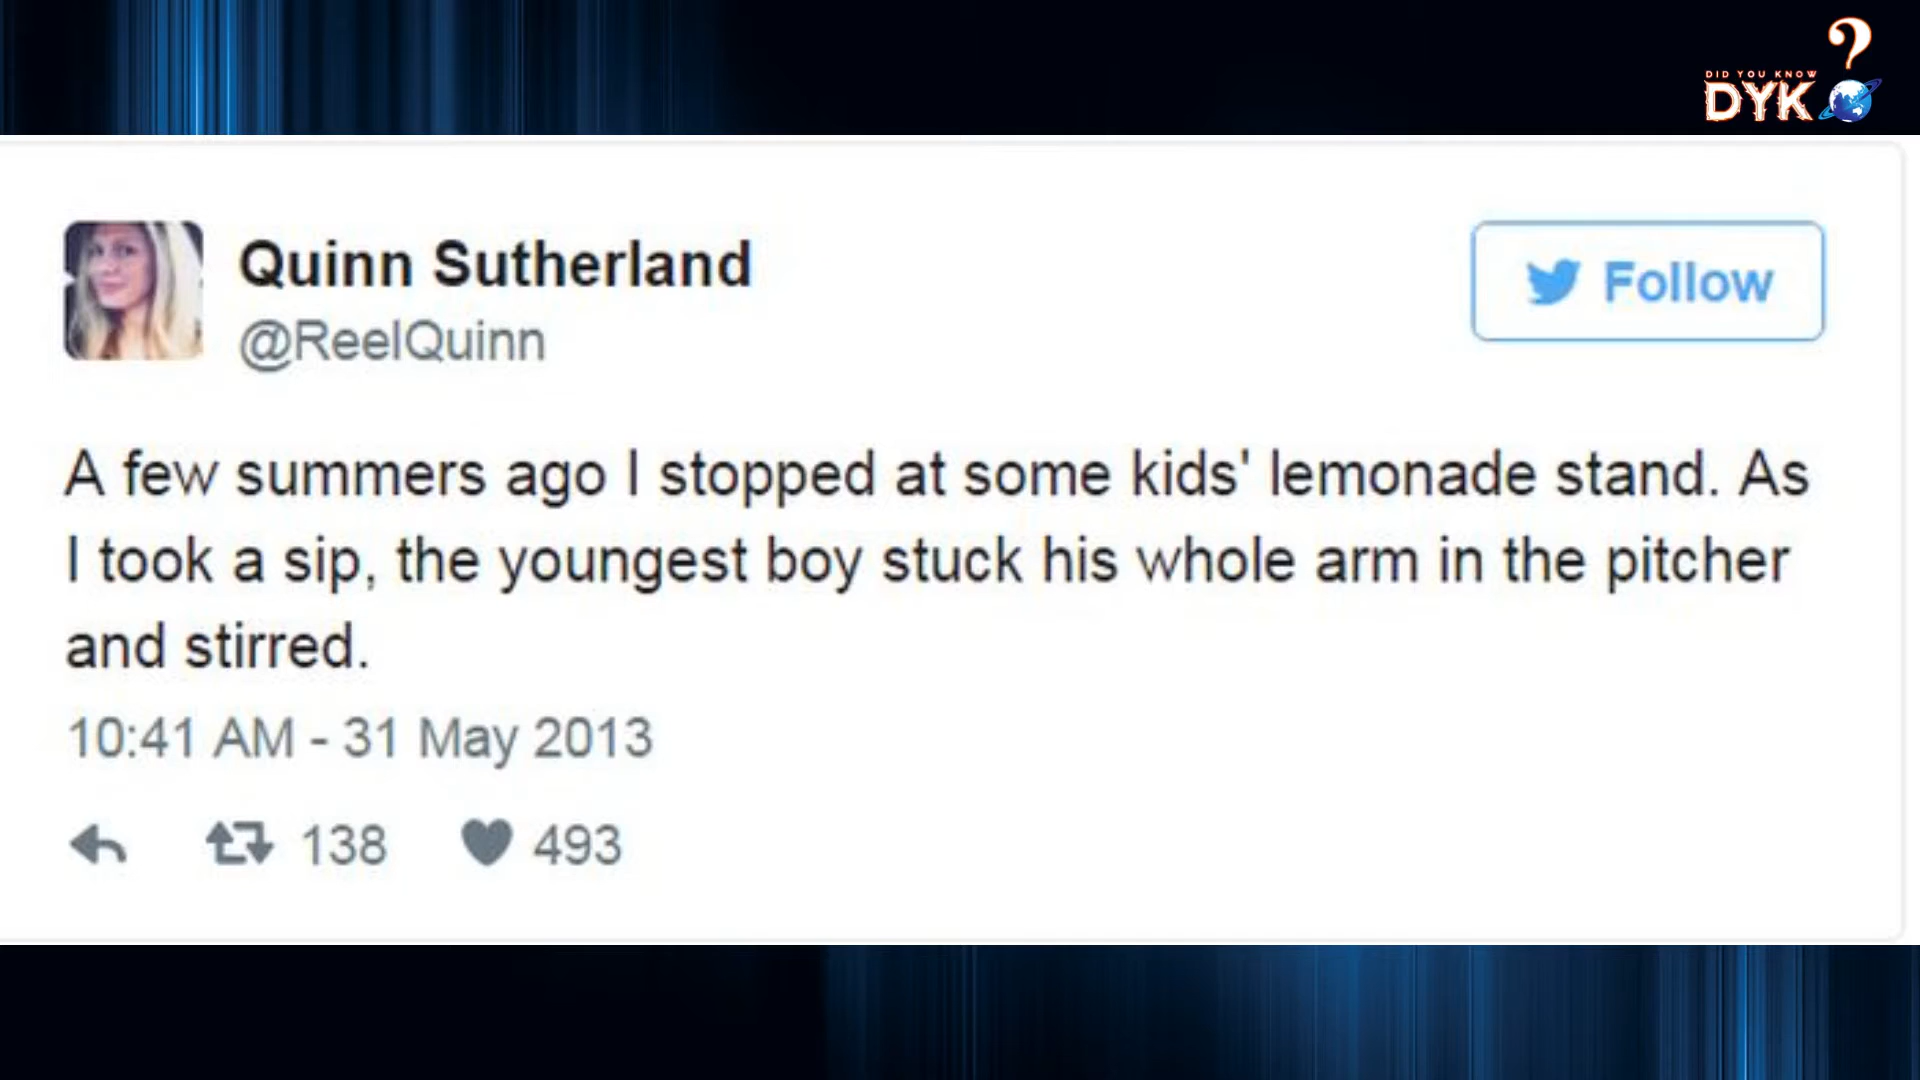 ?
DID YOU KNOW
DYK
Quinn Sutherland
@ReelQuinn
Follow
A few summers ago I stopped at some kids' lemonade stand. As
I took a sip, the youngest boy stuck his whole arm in the pitcher
and stirred.
10:41 AM - 31 May 2013
138 493